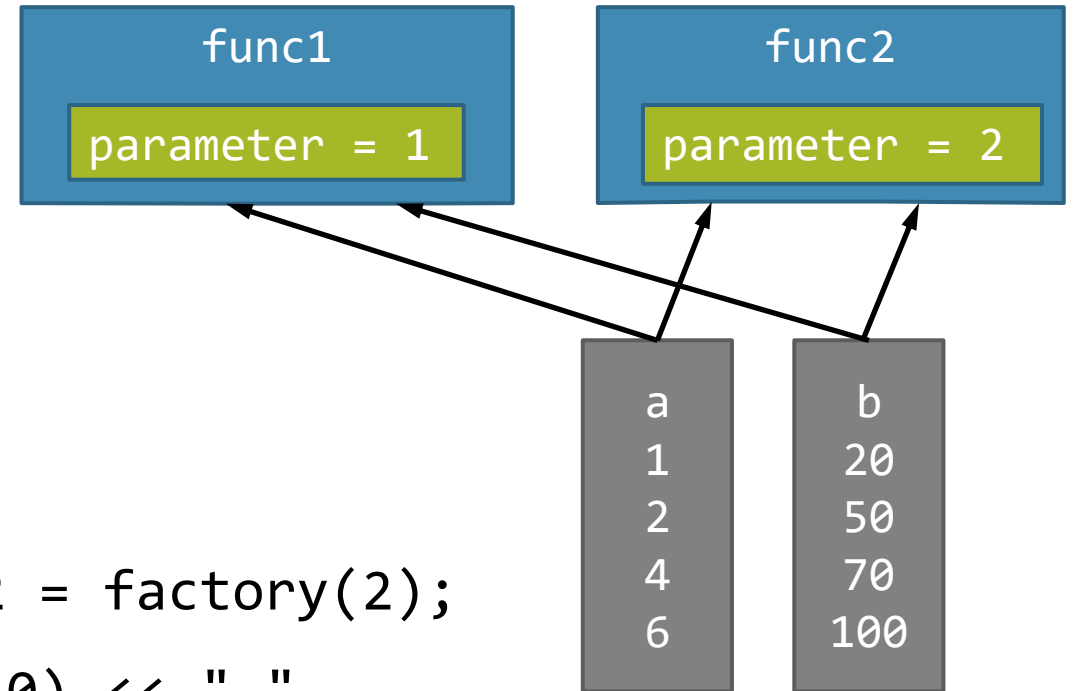 func1
parameter = 1
func2
parameter = 2
a
1
2
4
6
b
20
50
70
100
= factory(2);
) << " "